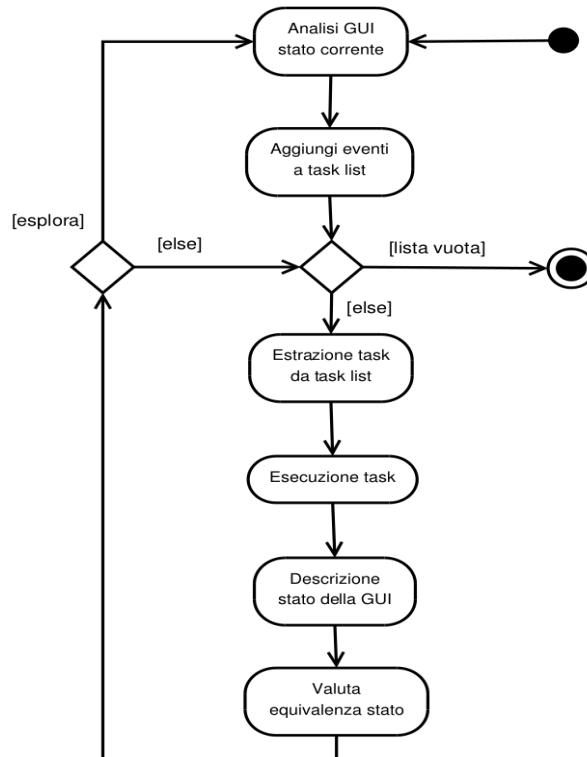 Analisi GUI
stato corrente
Aggiungi eventi
a task list
[esplora]
[else]
[lista vuota]
[else]
Estrazione task
da task list
Esecuzione task
Descrizione
stato della GUI
Valuta
equivalenza stato